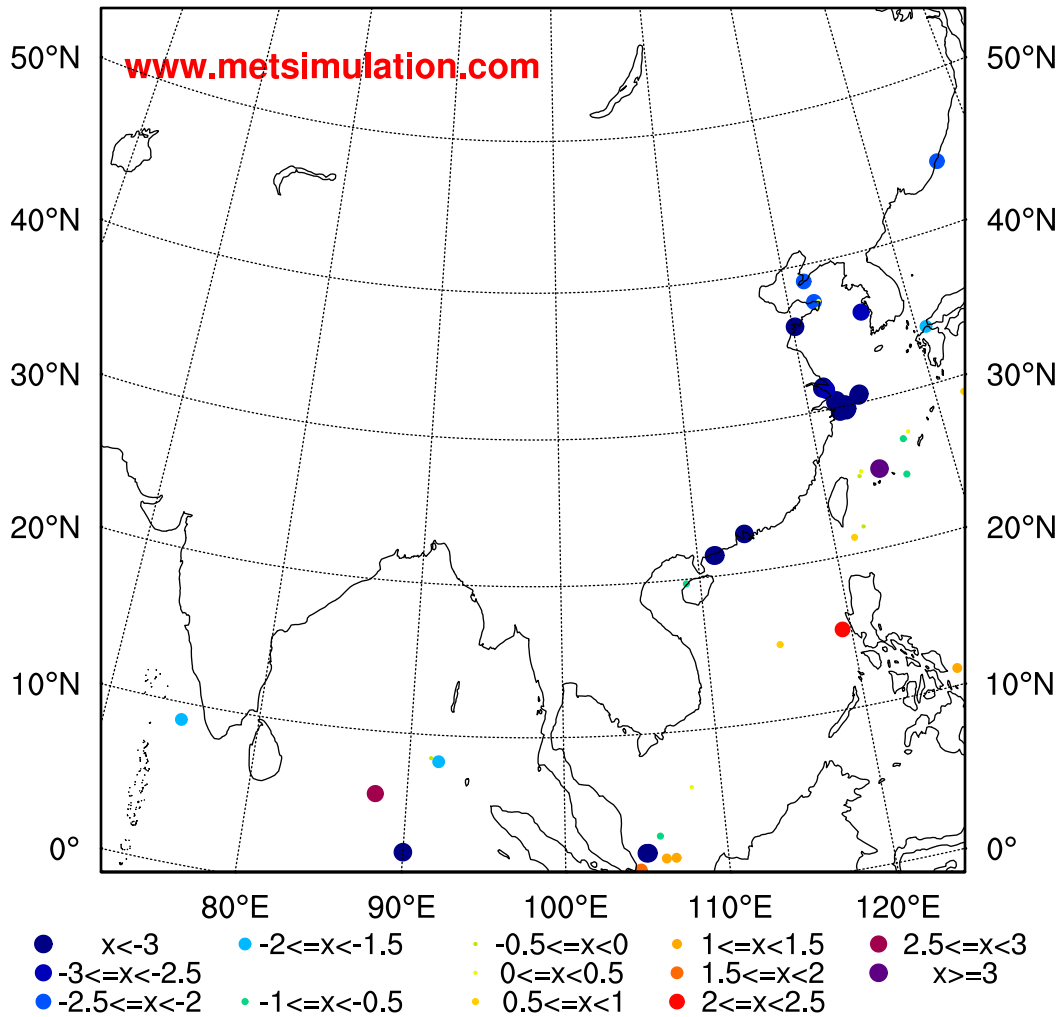 www.metsimulation.com
50°N 50°N
40°N 40°N
30°N 30°N
20°N 20°N
10°N 10°N
0° 0°
80°E 90°E 100°E 110°E 120°E
x<-3 -2<=x<-1.5 -0.5<=x<0 1<=x<1.5 2.5<=x<3
-3<=x<-2.5 0<=x<0.5 1.5<=x<2 x>=3
-2.5<=x<-2 -1<=x<-0.5 0.5<=x<1 2<=x<2.5